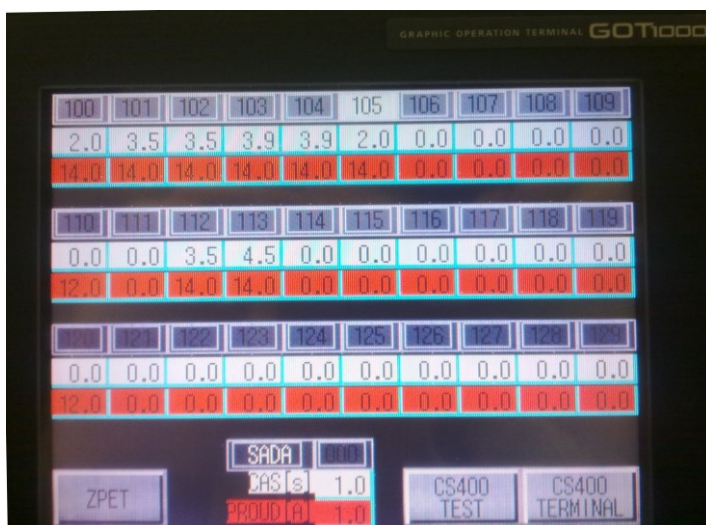 GRAPHIC OPERATION TERMINAL GOT1000
100 101 102 103 104 105 106 107 108 109
2.0 3.5 3.5 3.9 3.9 2.0 0.0 0.0 0.0 0.0
14.0 14.0 14.0 14.0 14.0 14.0 0.0 0.0 0.0 0.0
110 111 112 113 114 115 116 117 118 119
0.0 0.0 3.5 4.5 0.0 0.0 0.0 0.0 0.0 0.0
12.0 0.0 14.0 14.0 0.0 0.0 0.0 0.0 0.0 0.0
120 121 122 123 124 125 126 127 128 129
0.0 0.0 0.0 0.0 0.0 0.0 0.0 0.0 0.0 0.0
12.0 0.0 0.0 0.0 0.0 0.0 0.0 0.0 0.0 0.0
SADA 000
CAS[s] 1.0
PROUD[A] 1.0
ZPET
CS400
TEST
CS400
TERMINAL